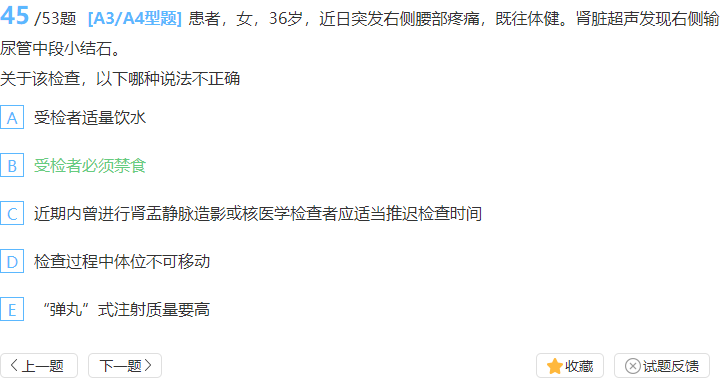 45 /53题 [A3/A4型题] 患者，女，36岁，近日突发右侧腰部疼痛，既往体健。肾脏超声发现右侧输
尿管中段小结石。
关于该检查，以下哪种说法不正确
A 受检者适量饮水
B 受检者必须禁食
C 近期内曾进行肾盂静脉造影或核医学检查者应适当推迟检查时间
D 检查过程中体位不可移动
E “弹丸”式注射质量要高
上一题 下一题 收藏 试题反馈